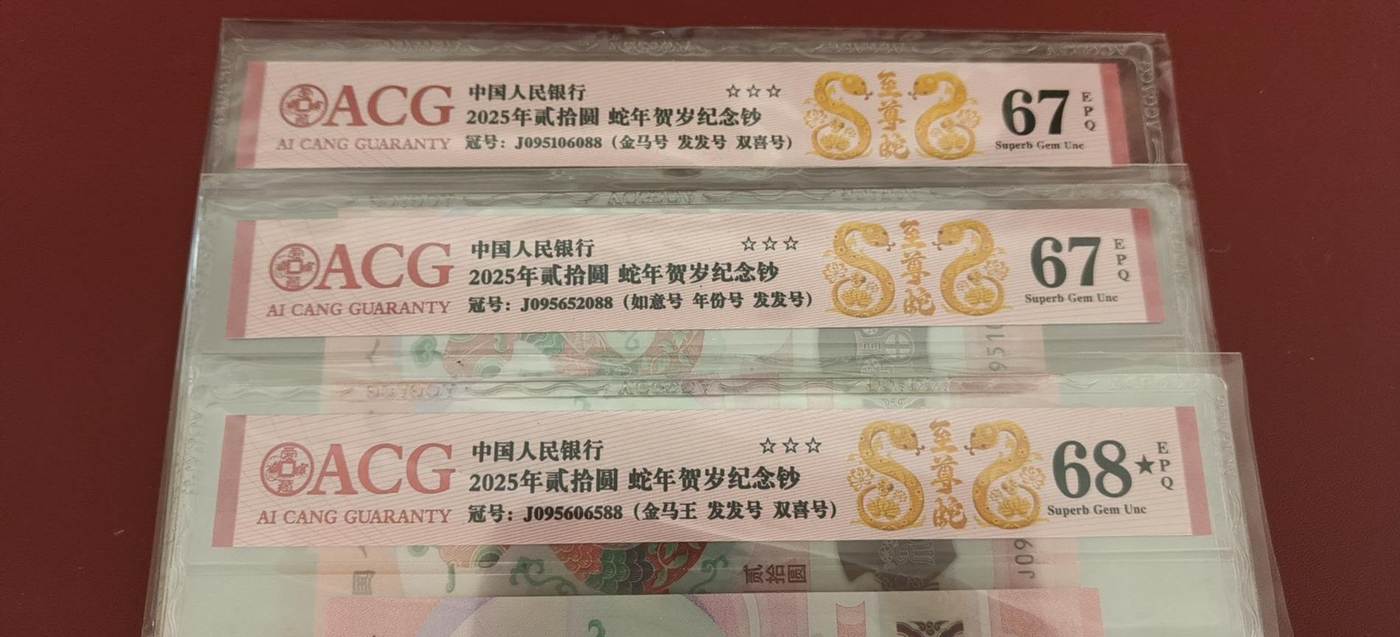 ACG
AI CANG GUARANTY
中国人民银行 ☆☆☆
2025年贰拾圆 蛇年贺岁纪念钞
冠号：J095106088（金马号 发发号 双喜号）
至尊蛇
67 EPQ
Superb Gem Unc
ACG
AI CANG GUARANTY
中国人民银行 ☆☆☆
2025年贰拾圆 蛇年贺岁纪念钞
冠号：J095652088（如意号 年份号 发发号）
至尊蛇
67 EPQ
Superb Gem Unc
9510
ACG
AI CANG GUARANTY
中国人民银行 ☆☆☆
2025年贰拾圆 蛇年贺岁纪念钞
冠号：J095606588（金马王 发发号 双喜号）
至尊蛇
68★ EPQ
Superb Gem Unc
国
贰拾圆
J09